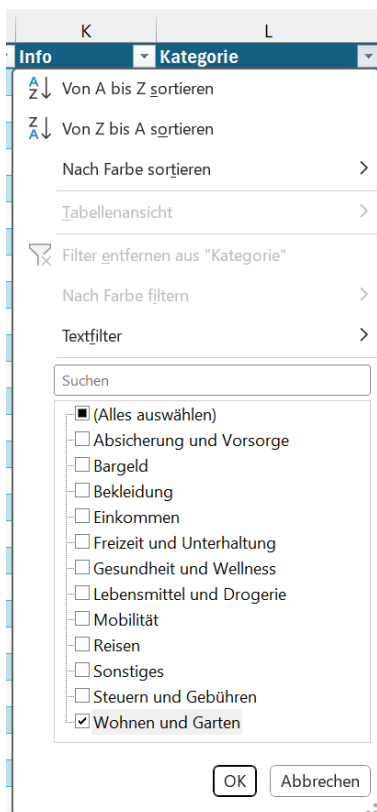 K L
Info Kategorie
Von A bis Z sortieren
Von Z bis A sortieren
Nach Farbe sortieren
Tabellenansicht
Filter entfernen aus "Kategorie"
Nach Farbe filtern
Textfilter
Suchen
(Alles auswählen)
Absicherung und Vorsorge
Bargeld
Bekleidung
Einkommen
Freizeit und Unterhaltung
Gesundheit und Wellness
Lebensmittel und Drogerie
Mobilität
Reisen
Sonstiges
Steuern und Gebühren
Wohnen und Garten
OK Abbrechen